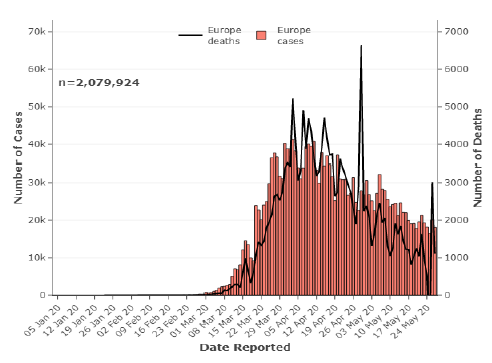 Europe
deaths
Europe
cases
n=2,079,924
70k
60k
50k
40k
30k
20k
10k
0
7000
6000
5000
4000
3000
2000
1000
0
Number of Cases
Number of Deaths
05 Jan 20
12 Jan 20
19 Jan 20
26 Jan 20
02 Feb 20
09 Feb 20
16 Feb 20
23 Feb 20
01 Mar 20
08 Mar 20
15 Mar 20
22 Mar 20
29 Mar 20
05 Apr 20
12 Apr 20
19 Apr 20
26 Apr 20
03 May 20
10 May 20
17 May 20
24 May 20
Date Reported